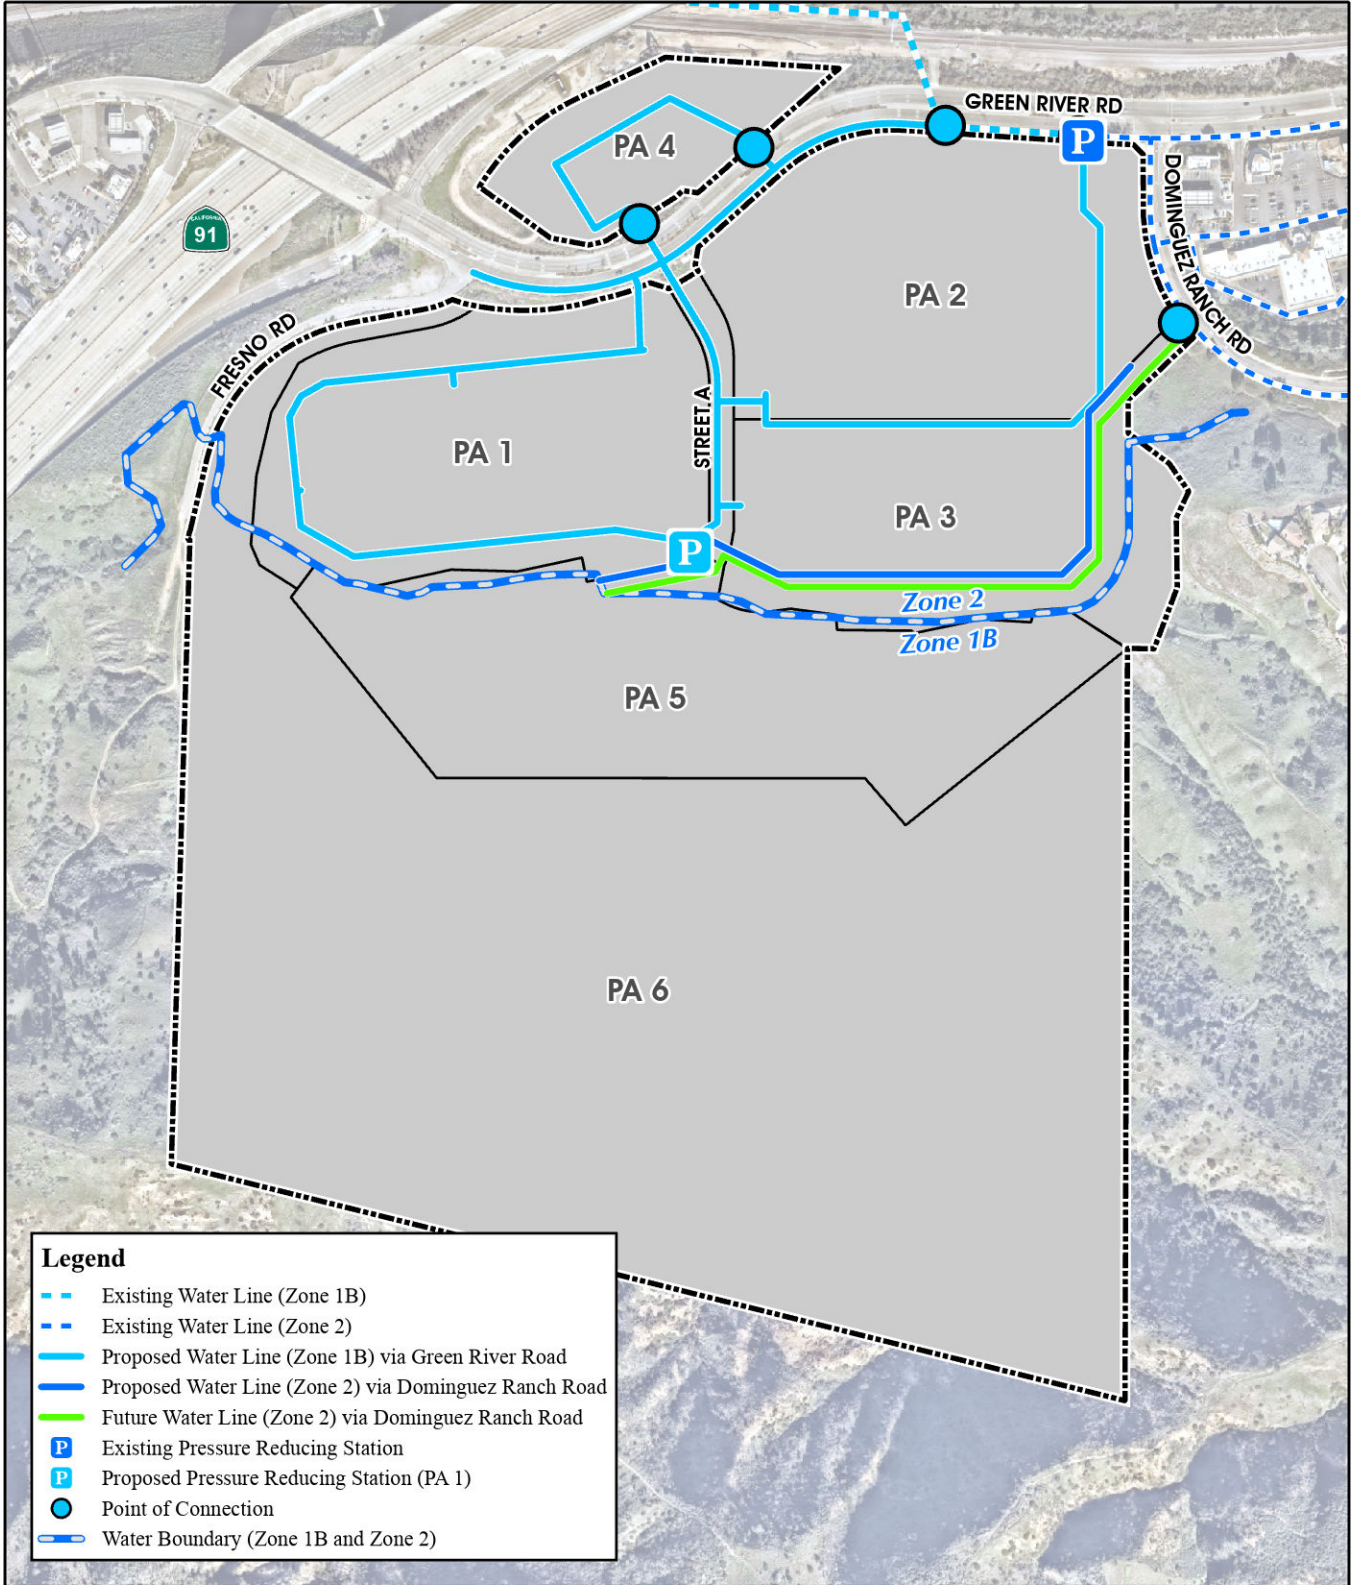 GREEN RIVER RD
P
PA 4
DOMINGUEZ RANCH RD
CALIFORNIA
91
PA 2
FRESNO RD
STREET A
PA 1
PA 3
P
Zone 2
Zone 1B
PA 5
PA 6
Legend
Existing Water Line (Zone 1B)
Existing Water Line (Zone 2)
Proposed Water Line (Zone 1B) via Green River Road
Proposed Water Line (Zone 2) via Dominguez Ranch Road
Future Water Line (Zone 2) via Dominguez Ranch Road
P Existing Pressure Reducing Station
P Proposed Pressure Reducing Station (PA 1)
Point of Connection
Water Boundary (Zone 1B and Zone 2)